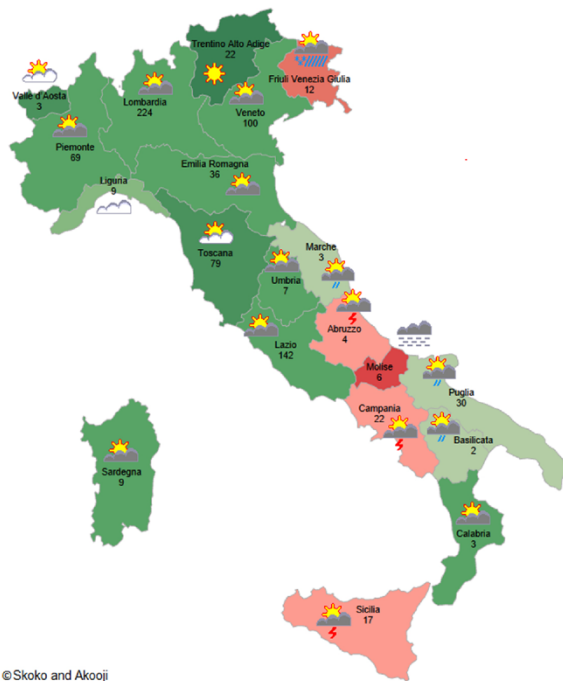 Trentino Alto Adige
22
Friuli Venezia Giulia
12
Valle d'Aosta
3
Lombardia
224
Veneto
100
Piemonte
69
Emilia Romagna
36
Liguria
9
Toscana
79
Marche
3
Umbria
7
Abruzzo
4
Lazio
142
Molise
6
Puglia
30
Campania
22
Basilicata
2
Sardegna
9
Calabria
3
Sicilia
17
©Skoko and Akooji